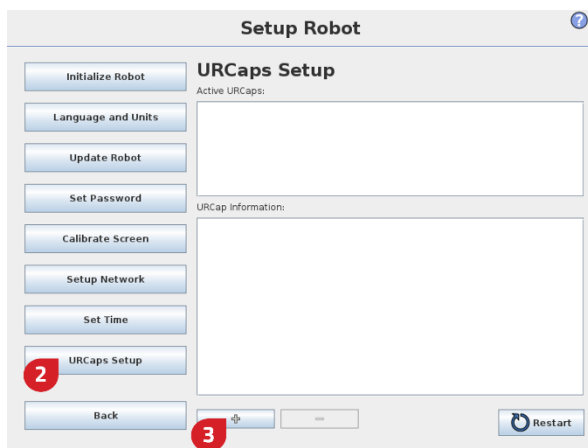 Setup Robot
?
Initialize Robot
Language and Units
Update Robot
Set Password
Calibrate Screen
Setup Network
Set Time
URCaps Setup
2
Back
URCaps Setup
Active URCaps:
URCap Information:
+
3
−
Restart